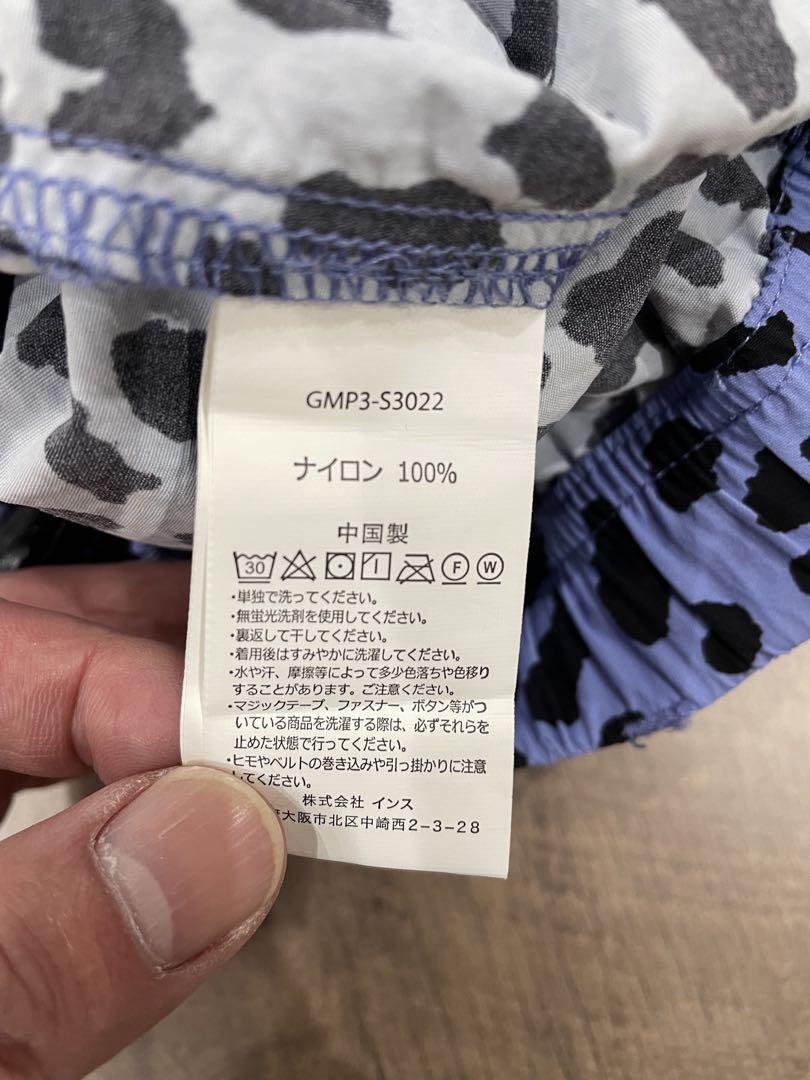 GMP3-S3022
ナイロン 100%
中国製
30 F W
・単独で洗ってください。
・無蛍光洗剤を使用してください。
・裏返して干してください。
・着用後はすみやかに洗濯してください。
・水や汗、摩擦等によって多少色落ちや色移り
することがあります。ご注意ください。
・マジックテープ、ファスナー、ボタン等がつ
いている商品を洗濯する際は、必ずそれらを
止めた状態で行ってください。
・ヒモやベルトの巻き込みや引っ掛かりに注意
してください。
株式会社 インス
大阪市北区中崎西2-3-28